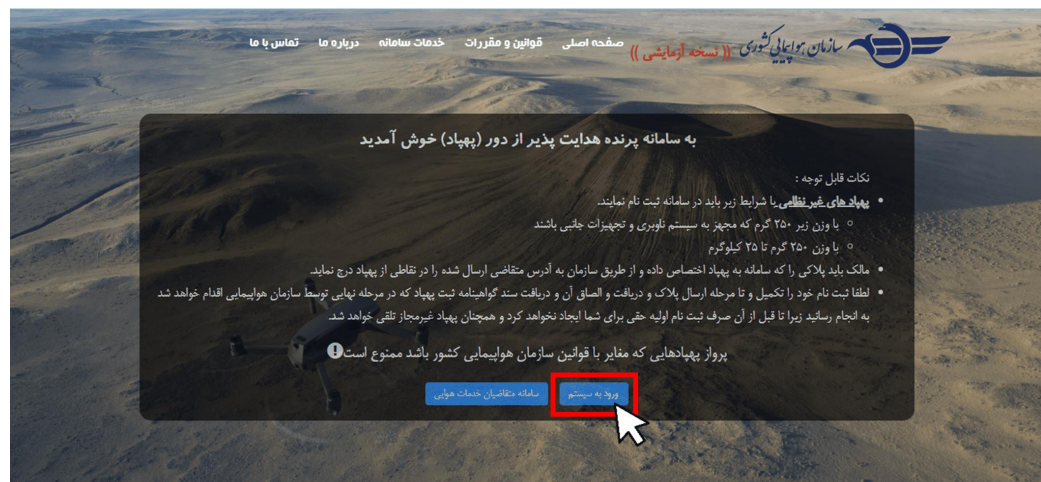 سازمان هواپیایی کشوری
(( نسخه آزمایشی ))
صفحه اصلی
قوانین و مقررات
خدمات سامانه
درباره ما
تماس با ما
به سامانه پرنده هدایت پذیر از دور (پهپاد) خوش آمدید
نکات قابل توجه :
پهپاد های غیر نظامی با شرایط زیر باید در سامانه ثبت نام نمایند.
با وزن زیر ۲۵۰ گرم که مجهز به سیستم ناوبری و تجهیزات جانبی باشند
با وزن ۲۵۰ گرم تا ۲۵ کیلوگرم
مالک باید پلاکی را که سامانه به پهپاد اختصاص داده و از طریق سازمان به آدرس متقاضی ارسال شده را در نقاطی از پهپاد درج نماید.
لطفا ثبت نام خود را تکمیل و تا مرحله ارسال پلاک و دریافت و الصاق آن و دریافت سند گواهینامه ثبت پهپاد که در مرحله نهایی توسط سازمان هواپیمایی اقدام خواهد شد
به انجام رسانید زیرا تا قبل از آن صرف ثبت نام اولیه حقی برای شما ایجاد نخواهد کرد و همچنان پهپاد غیرمجاز تلقی خواهد شد.
پرواز پهپادهایی که مغایر با قوانین سازمان هواپیمایی کشور باشد ممنوع است
ورود به سیستم
سامانه متقاضیان خدمات هوایی